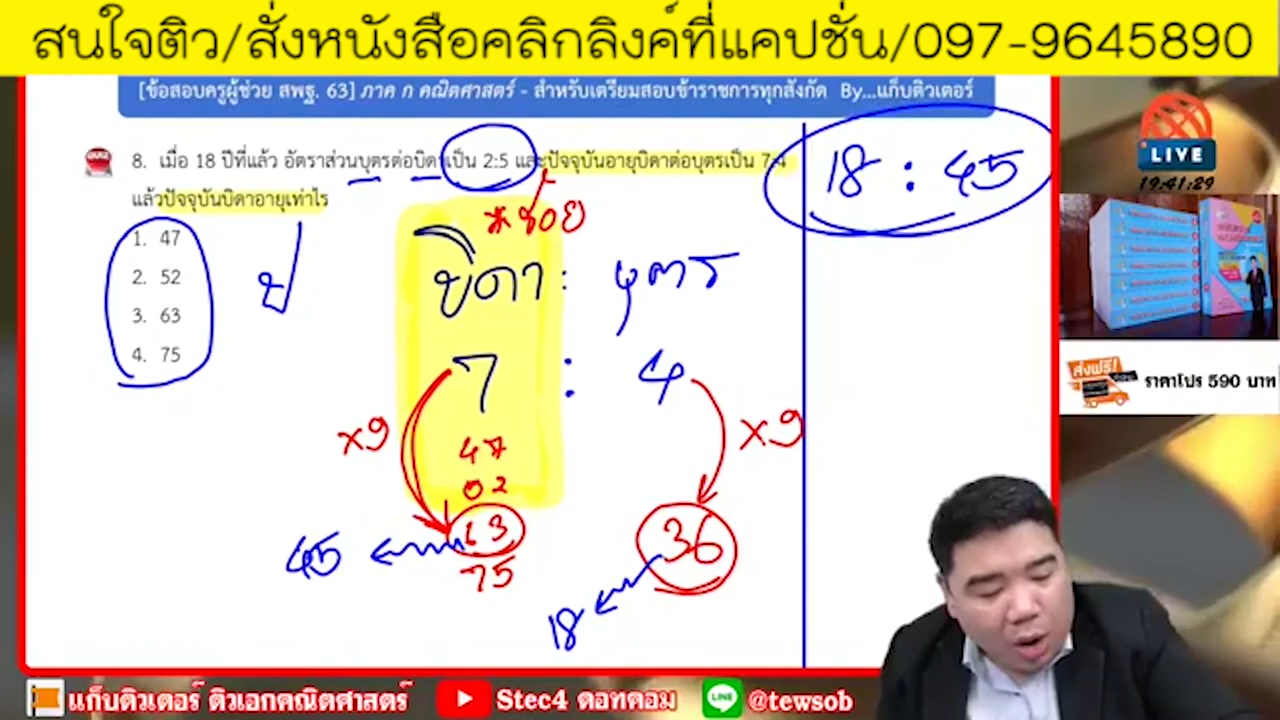 สนใจติว/สั่งหนังสือคลิกลิงค์ที่แคปชั่น/097-9645890
[ข้อสอบครูผู้ช่วย สพฐ. 63] ภาค ก คณิตศาสตร์ - สำหรับเตรียมสอบข้าราชการทุกสังกัด By...แก๊บติวเตอร์
8. เมื่อ 18 ปีที่แล้ว อัตราส่วนบุตรต่อบิดาเป็น 2:5 และปัจจุบันอายุบิดาต่อบุตรเป็น 7:4
แล้วปัจจุบันบิดาอายุเท่าไร
18 : 45
1. 47
2. 52
3. 63
4. 75
ป
บิดา : บุตร
7 : 4
x9
x9
47
52
63
36
75
45
18
LIVE
19:41:29
ส่งฟรี!
ราคาโปร 590 บาท
แก๊บติวเตอร์ ติวเอกคณิตศาสตร์
Stec4 ดอทคอม
LINE
@tewsob